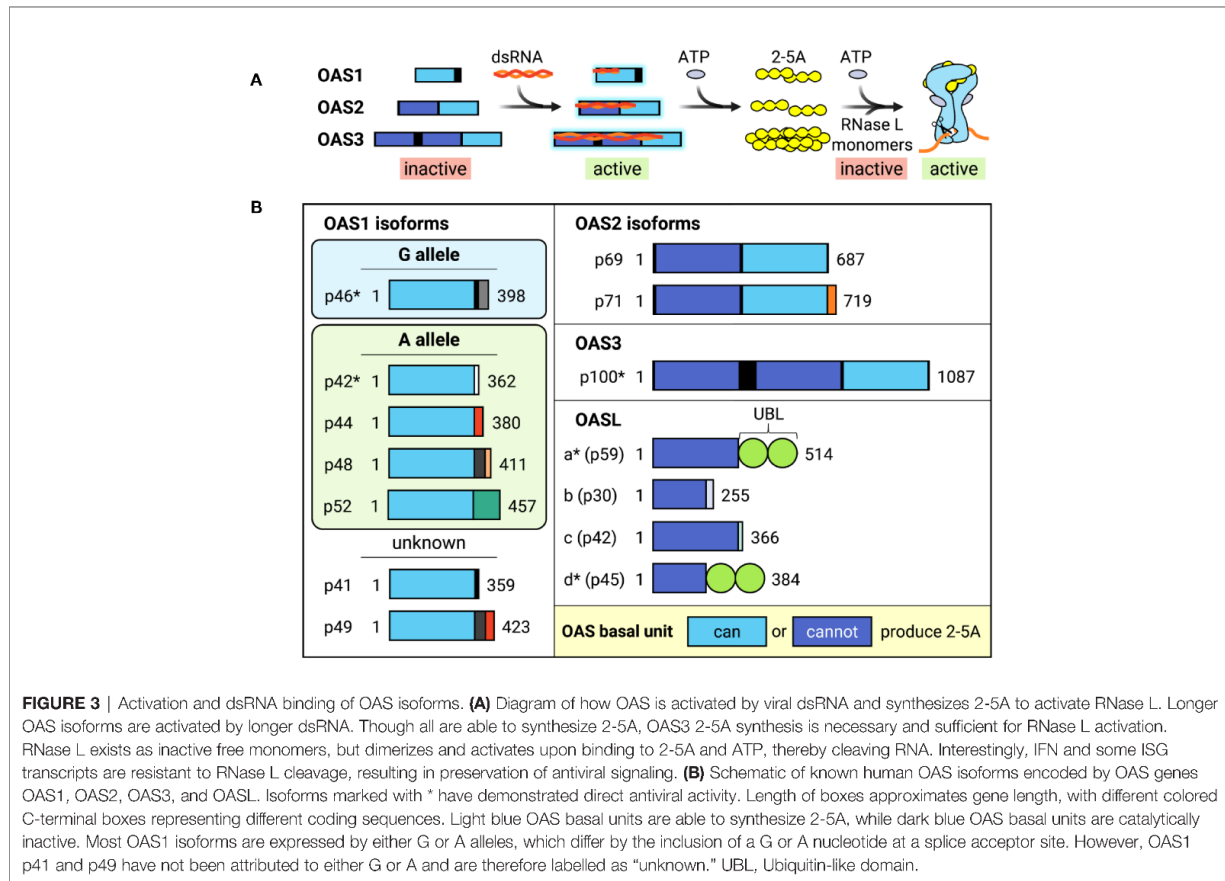 A
OAS1
OAS2
OAS3
dsRNA
ATP
2-5A
ATP
RNase L
monomers
inactive
active
inactive
active
B
OAS1 isoforms
G allele
p46* 1 398
A allele
p42* 1 362
p44 1 380
p48 1 411
p52 1 457
unknown
p41 1 359
p49 1 423
OAS2 isoforms
p69 1 687
p71 1 719
OAS3
p100* 1 1087
OASL
UBL
a* (p59) 1 514
b (p30) 1 255
c (p42) 1 366
d* (p45) 1 384
OAS basal unit can or cannot produce 2-5A
FIGURE 3 | Activation and dsRNA binding of OAS isoforms. (A) Diagram of how OAS is activated by viral dsRNA and synthesizes 2-5A to activate RNase L. Longer
OAS isoforms are activated by longer dsRNA. Though all are able to synthesize 2-5A, OAS3 2-5A synthesis is necessary and sufficient for RNase L activation.
RNase L exists as inactive free monomers, but dimerizes and activates upon binding to 2-5A and ATP, thereby cleaving RNA. Interestingly, IFN and some ISG
transcripts are resistant to RNase L cleavage, resulting in preservation of antiviral signaling. (B) Schematic of known human OAS isoforms encoded by OAS genes
OAS1, OAS2, OAS3, and OASL. Isoforms marked with * have demonstrated direct antiviral activity. Length of boxes approximates gene length, with different colored
C-terminal boxes representing different coding sequences. Light blue OAS basal units are able to synthesize 2-5A, while dark blue OAS basal units are catalytically
inactive. Most OAS1 isoforms are expressed by either G or A alleles, which differ by the inclusion of a G or A nucleotide at a splice acceptor site. However, OAS1
p41 and p49 have not been attributed to either G or A and are therefore labelled as “unknown.” UBL, Ubiquitin-like domain.